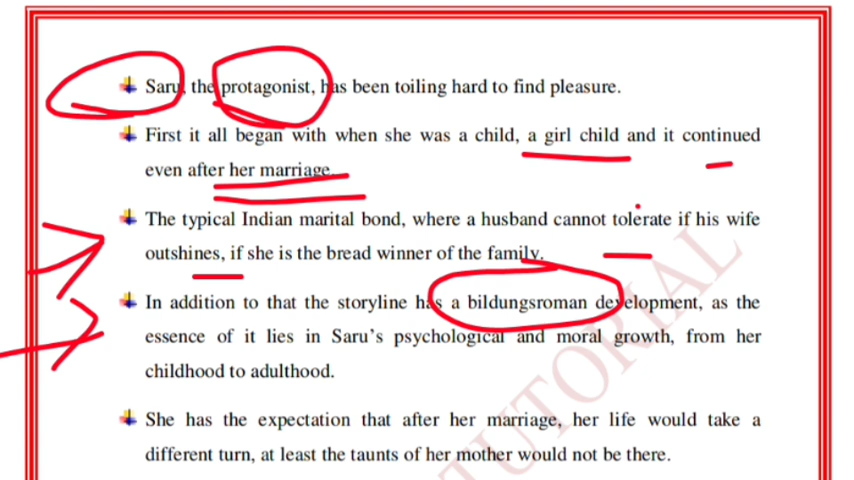 Saru, the protagonist, has been toiling hard to find pleasure.
First it all began with when she was a child, a girl child and it continued
even after her marriage.
The typical Indian marital bond, where a husband cannot tolerate if his wife
outshines, if she is the bread winner of the family.
In addition to that the storyline has a bildungsroman development, as the
essence of it lies in Saru's psychological and moral growth, from her
childhood to adulthood.
She has the expectation that after her marriage, her life would take a
different turn, at least the taunts of her mother would not be there.
TUTORIAL